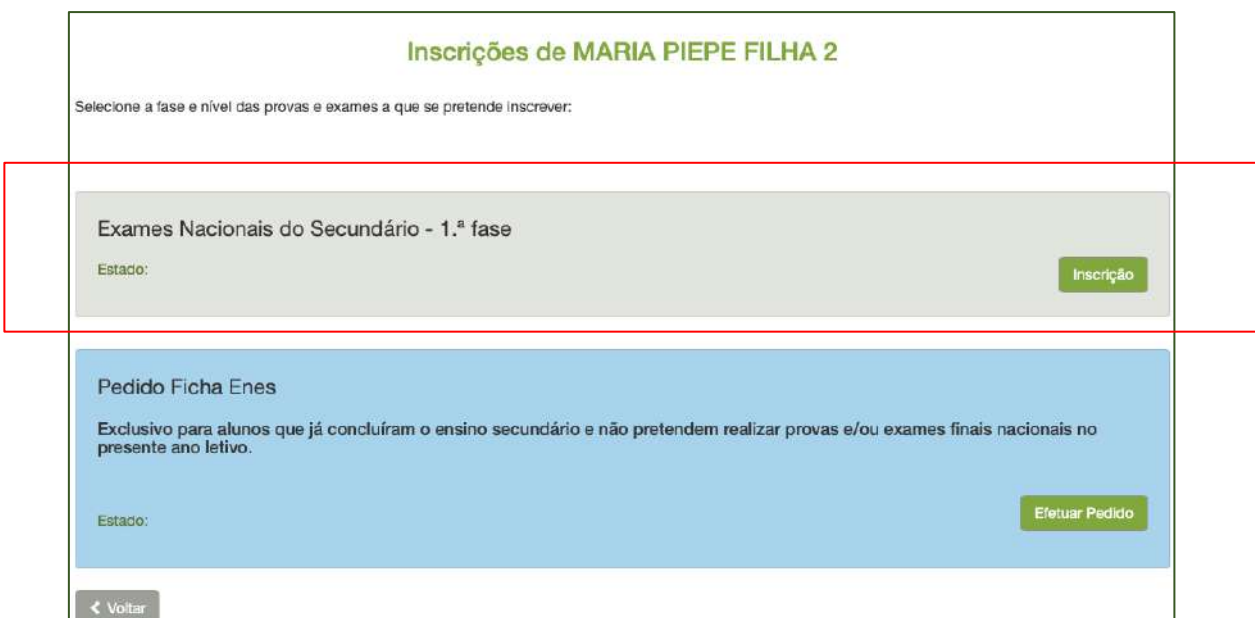 Inscrições de MARIA PIEPE FILHA 2
Selecione a fase e nível das provas e exames a que se pretende inscrever:
Exames Nacionais do Secundário - 1.ª fase
Estado:
Inscrição
Pedido Ficha Enes
Exclusivo para alunos que já concluíram o ensino secundário e não pretendem realizar provas e/ou exames finais nacionais no
presente ano letivo.
Estado:
Efetuar Pedido
Voltar